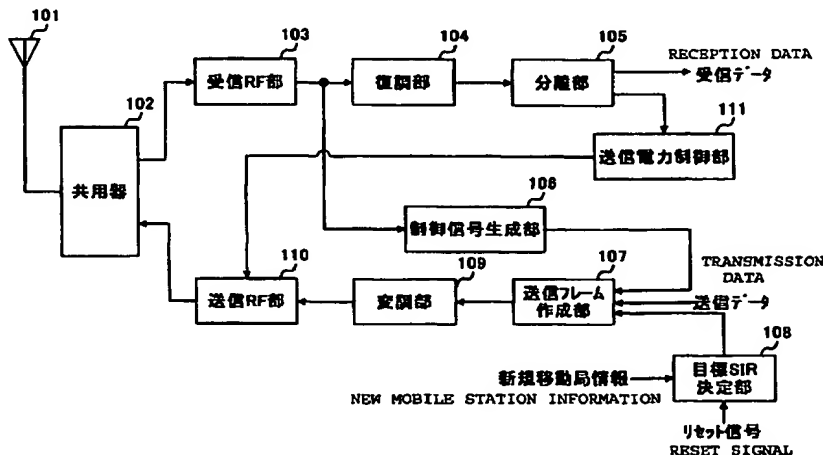 101
102
共用器
103
受信RF部
104
復調部
105
分離部
RECEPTION DATA
受信データ
111
送信電力制御部
106
制御信号生成部
TRANSMISSION
DATA
送信データ
107
送信フレーム
作成部
109
変調部
110
送信RF部
108
目標SIR
決定部
新規移動局情報
NEW MOBILE STATION INFORMATION
リセット信号
RESET SIGNAL